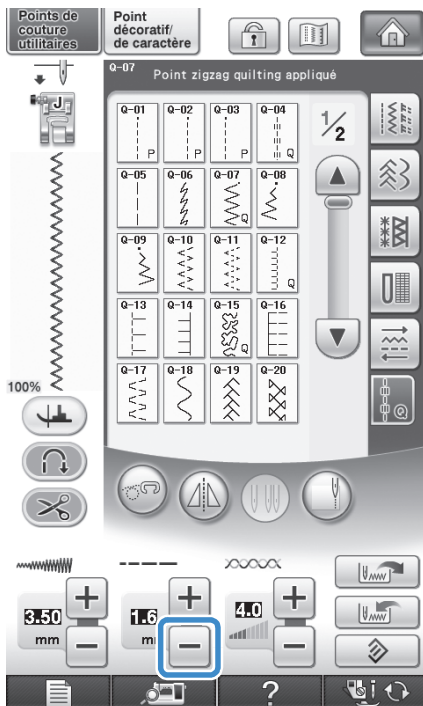 Points de
couture
utilitaires
Point
décoratif/
de caractère
Q-07
Point zigzag quilting appliqué
J
Q-01
P
Q-02
P
Q-03
P
Q-04
Q
1/2
Q-05
Q-06
Q-07
Q
Q-08
Q-09
Q-10
Q-11
Q-12
Q
Q-13
Q-14
Q-15
Q
Q-16
Q-17
Q-18
Q-19
Q-20
Q
100%
3.50
mm
+
−
1.6
m
+
−
4.0
+
−
?